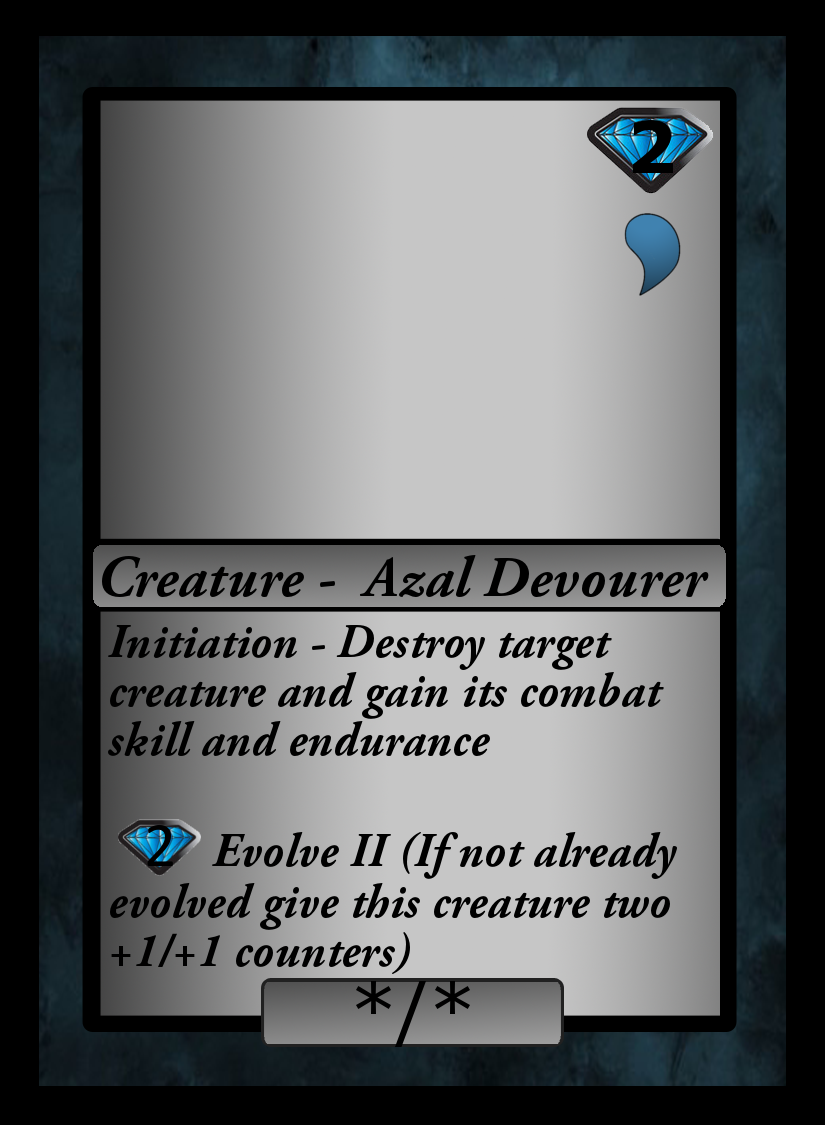 2
Creature - Azal Devourer
Initiation - Destroy target
creature and gain its combat
skill and endurance
2 Evolve II (If not already
evolved give this creature two
+1/+1 counters)
*/*